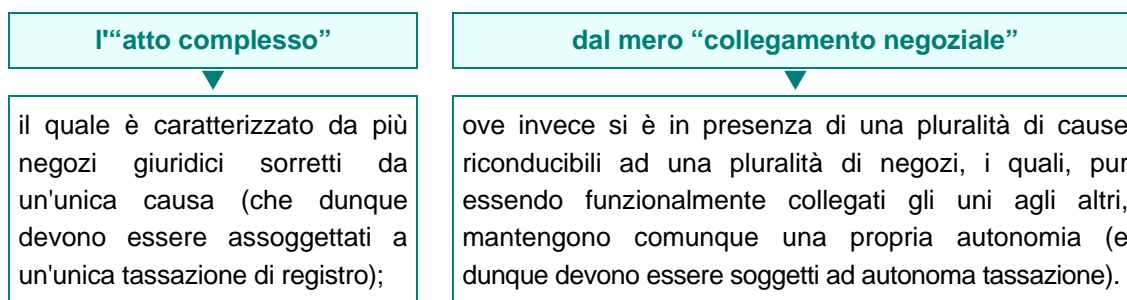 l'“atto complesso”
dal mero “collegamento negoziale”
il quale è caratterizzato da più
negozi giuridici sorretti da
un'unica causa (che dunque
devono essere assoggettati a
un'unica tassazione di registro);
ove invece si è in presenza di una pluralità di cause
riconducibili ad una pluralità di negozi, i quali, pur
essendo funzionalmente collegati gli uni agli altri,
mantengono comunque una propria autonomia (e
dunque devono essere soggetti ad autonoma tassazione).